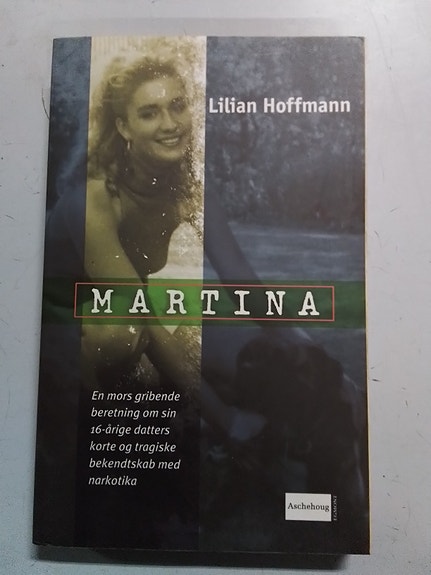 Lilian Hoffmann
MARTINA
En mors gribende
beretning om sin
16-årige datters
korte og tragiske
bekendtskab med
narkotika
Aschehoug